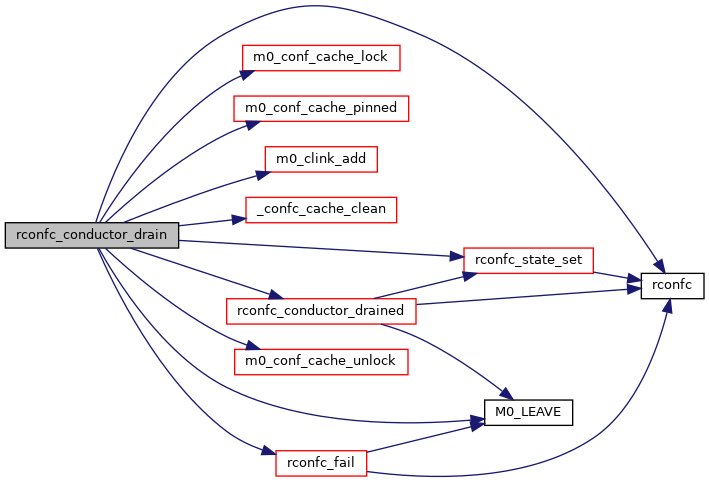 m0_conf_cache_lock
m0_conf_cache_pinned
m0_clink_add
_confc_cache_clean
rconfc_conductor_drain
rconfc_state_set
rconfc
rconfc_conductor_drained
m0_conf_cache_unlock
M0_LEAVE
rconfc_fail